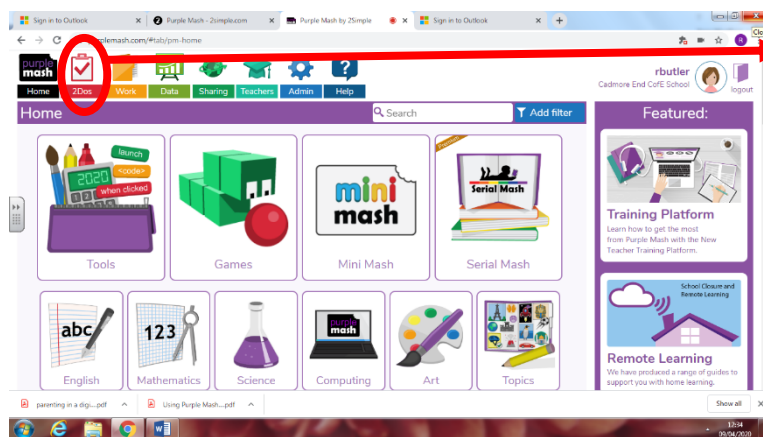 Sign in to Outlook
Purple Mash - 2simple.com
Purple Mash by 2Simple
Sign in to Outlook
plemash.com/#tab/pm-home
R
Clo
purple
mash
Home
2Dos
Work
Data
Sharing
Teachers
Admin
Help
rbutler
Cadmore End CofE School
logout
Home
Search
Add filter
Featured:
launch
<code>
2020
when clicked
Tools
Games
mini
mash
Mini Mash
Serial Mash
Serial Mash
Training Platform
Learn how to get the most
from Purple Mash with the New
Teacher Training Platform.
abc
English
123
Mathematics
Science
purple
mash
Computing
Art
Topics
School Closure and
Remote Learning
Remote Learning
We have produced a range of guides to
support you with home learning.
parenting in a digi....pdf
Using Purple Mash....pdf
Show all
17:34
09/04/2020